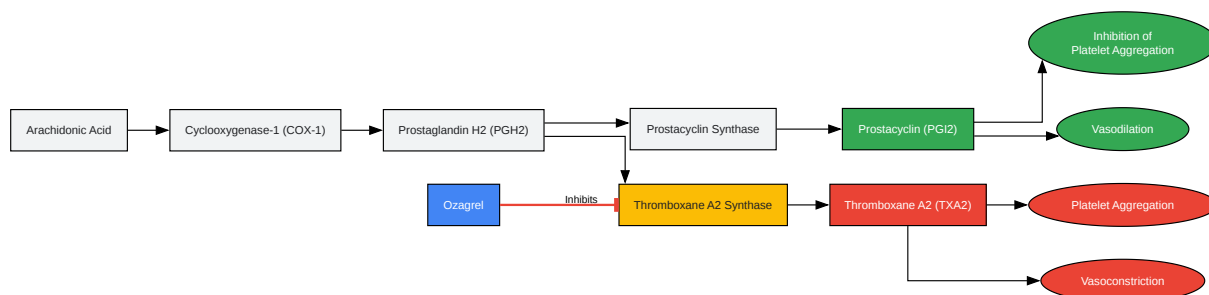 Inhibition of
Platelet Aggregation
Arachidonic Acid
Cyclooxygenase-1 (COX-1)
Prostaglandin H2 (PGH2)
Prostacyclin Synthase
Prostacyclin (PGI2)
Vasodilation
Ozagrel
Inhibits
Thromboxane A2 Synthase
Thromboxane A2 (TXA2)
Platelet Aggregation
Vasoconstriction